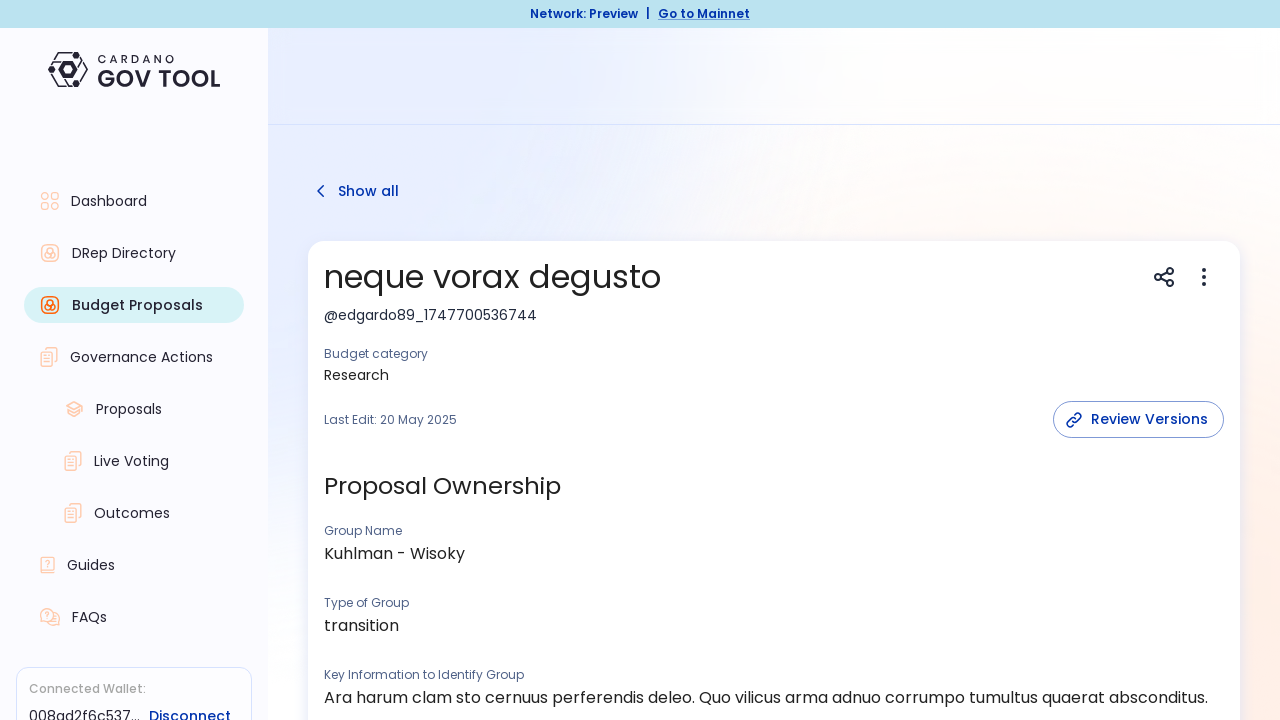 Network: Preview | Go to Mainnet
CARDANO
GOV TOOL
Dashboard
DRep Directory
Budget Proposals
Governance Actions
Proposals
Live Voting
Outcomes
Guides
FAQs
Connected Wallet:
008ad2f6c537... Disconnect
Show all
neque vorax degusto
@edgardo89_1747700536744
Budget category
Research
Last Edit: 20 May 2025
Review Versions
Proposal Ownership
Group Name
Kuhlman - Wisoky
Type of Group
transition
Key Information to Identify Group
Ara harum clam sto cernuus perferendis deleo. Quo vilicus arma adnuo corrumpo tumultus quaerat absconditus.